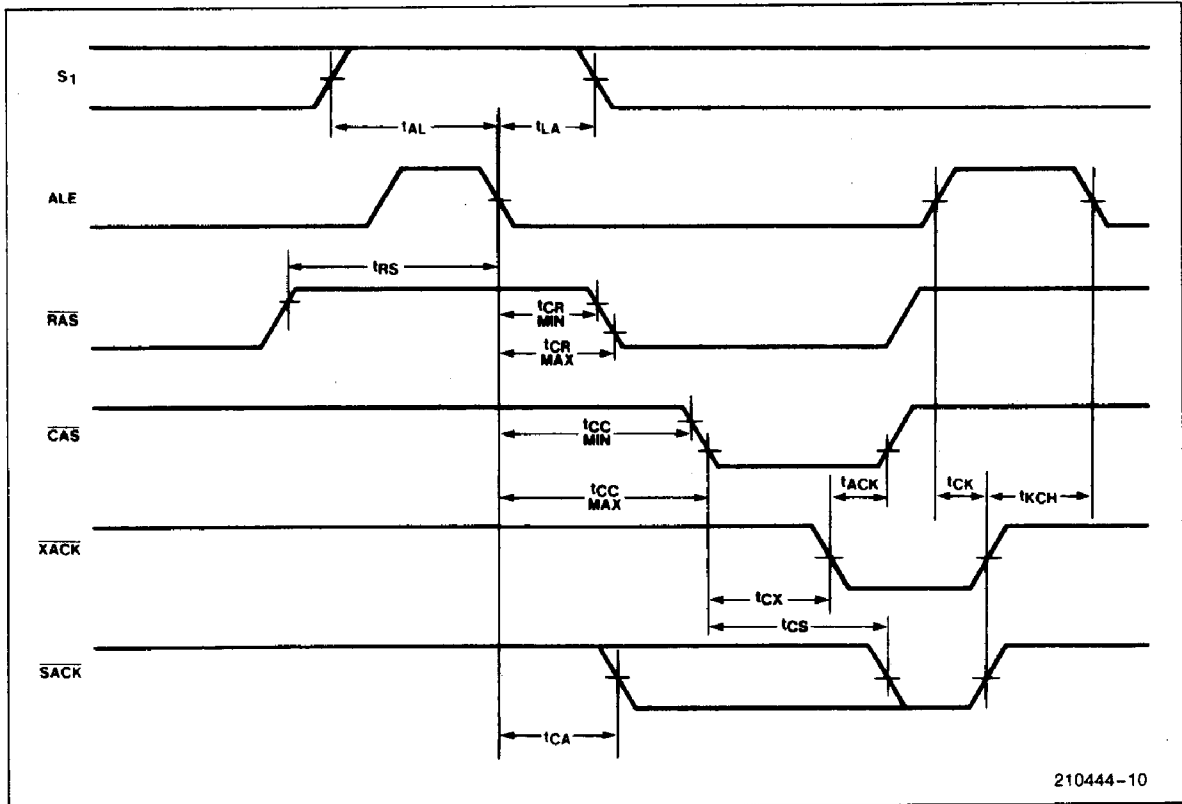 S1
tAL
tLA
ALE
tRS
RAS
tCR
MIN
tCR
MAX
CAS
tCC
MIN
tACK
tCK
tKCH
tCC
MAX
XACK
tCX
tCS
SACK
tCA
210444-10